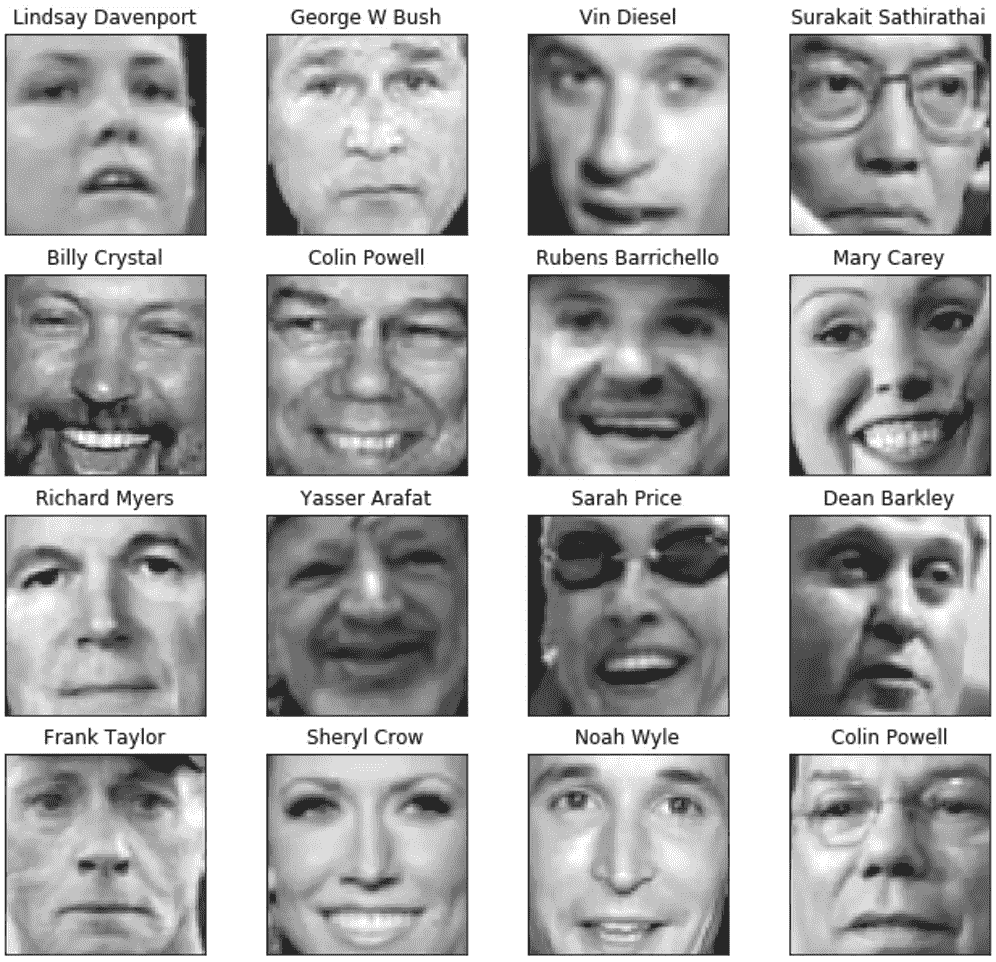 Lindsay Davenport
George W Bush
Vin Diesel
Surakait Sathirathai
Billy Crystal
Colin Powell
Rubens Barrichello
Mary Carey
Richard Myers
Yasser Arafat
Sarah Price
Dean Barkley
Frank Taylor
Sheryl Crow
Noah Wyle
Colin Powell